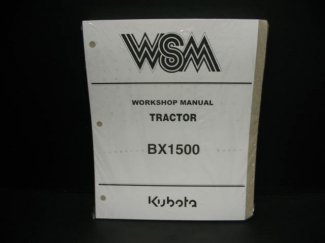 WSM
WORKSHOP MANUAL
TRACTOR
BX1500
Kubota